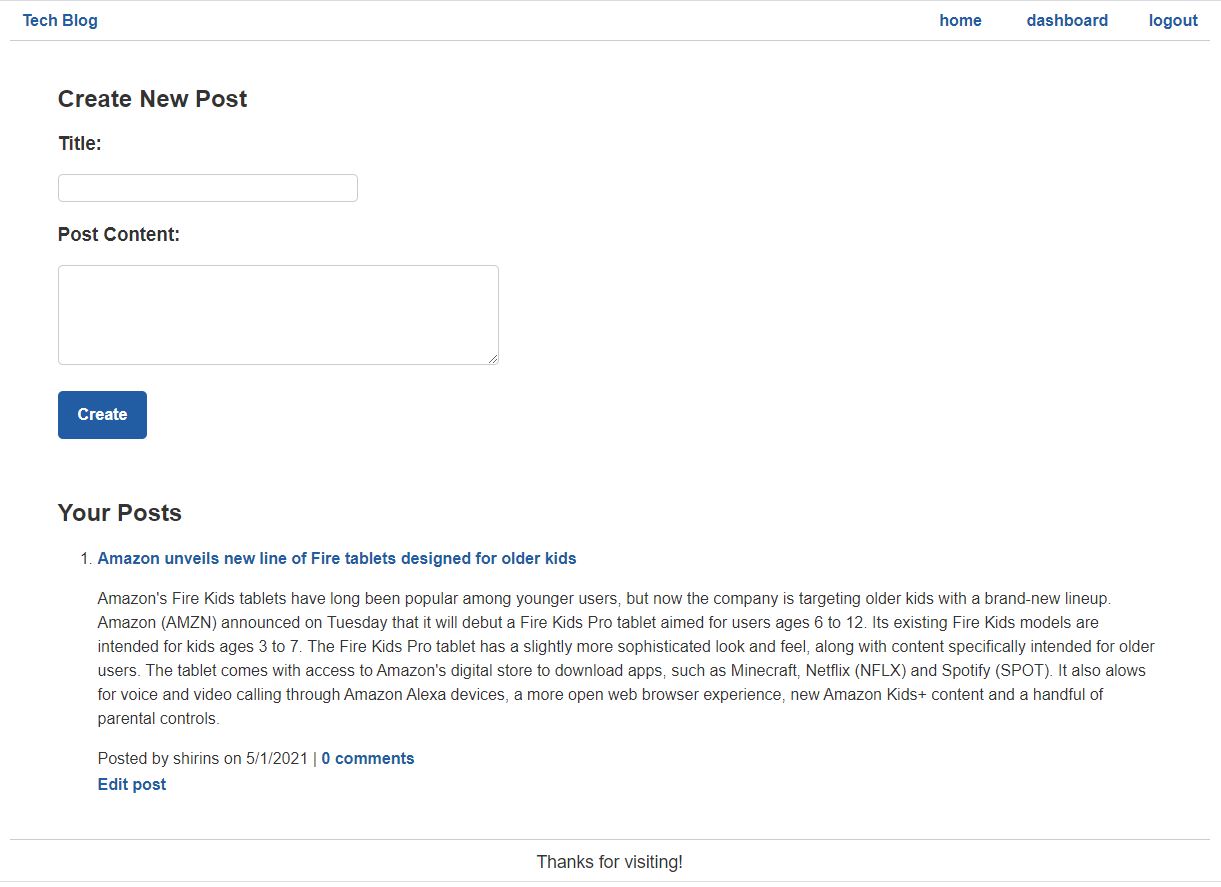 Tech Blog home dashboard logout
Create New Post
Title:
Post Content:
Create
Your Posts
1. Amazon unveils new line of Fire tablets designed for older kids
Amazon's Fire Kids tablets have long been popular among younger users, but now the company is targeting older kids with a brand-new lineup.
Amazon (AMZN) announced on Tuesday that it will debut a Fire Kids Pro tablet aimed for users ages 6 to 12. Its existing Fire Kids models are
intended for kids ages 3 to 7. The Fire Kids Pro tablet has a slightly more sophisticated look and feel, along with content specifically intended for older
users. The tablet comes with access to Amazon's digital store to download apps, such as Minecraft, Netflix (NFLX) and Spotify (SPOT). It also alows
for voice and video calling through Amazon Alexa devices, a more open web browser experience, new Amazon Kids+ content and a handful of
parental controls.
Posted by shirins on 5/1/2021 | 0 comments
Edit post
Thanks for visiting!